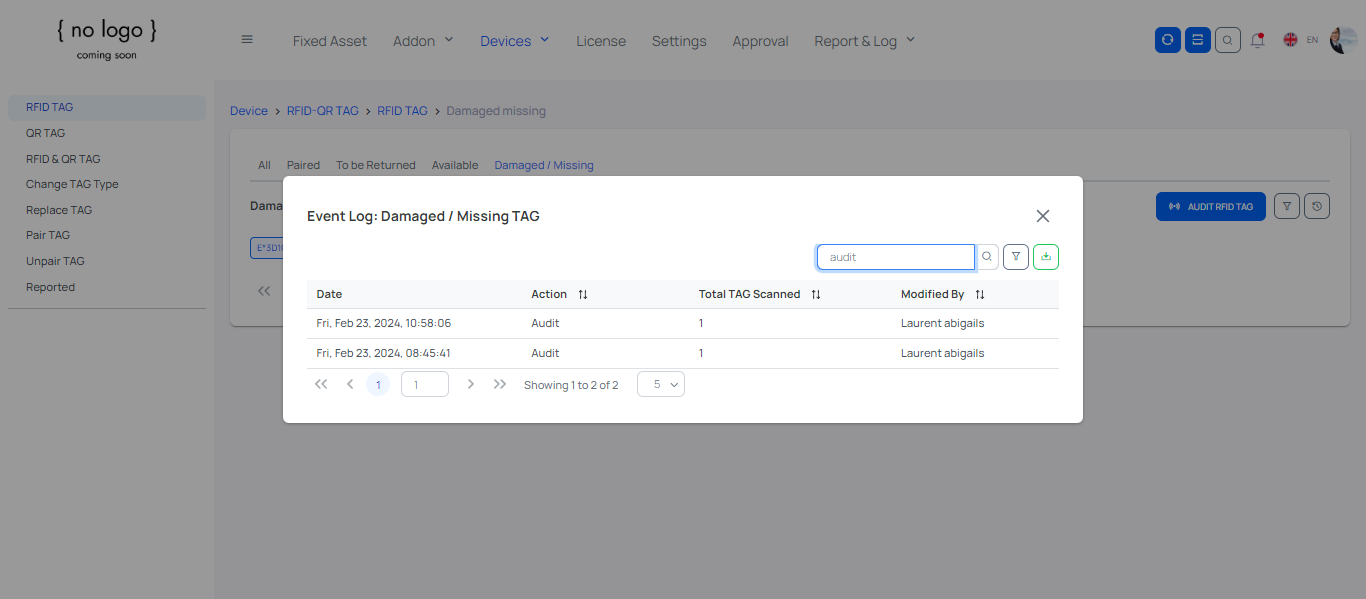 { no logo }
coming soon
Fixed Asset Addon Devices License Settings Approval Report & Log EN
RFID TAG
QR TAG
RFID & QR TAG
Change TAG Type
Replace TAG
Pair TAG
Unpair TAG
Reported
Device > RFID-QR TAG > RFID TAG > Damaged missing
All Paired To be Returned Available Damaged / Missing
AUDIT RFID TAG
Event Log: Damaged / Missing TAG
audit
Date Action Total TAG Scanned Modified By
Fri, Feb 23, 2024, 10:58:06 Audit 1 Laurent abigails
Fri, Feb 23, 2024, 08:45:41 Audit 1 Laurent abigails
1 1 Showing 1 to 2 of 2 5